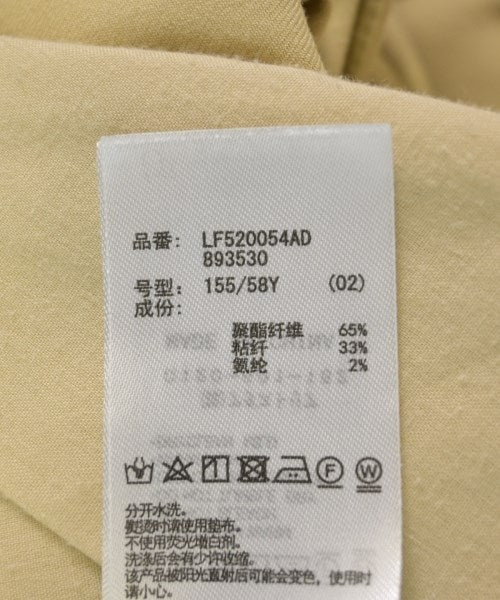 品番: LF520054AD
893530
号型: 155/58Y (02)
成份:
聚酯纤维 65%
粘纤 33%
氨纶 2%
F W
分开水洗。
熨烫时请使用垫布。
不使用荧光增白剂。
洗涤后会有少许收缩。
该产品被阳光直射后可能会变色，使用时
请小心。